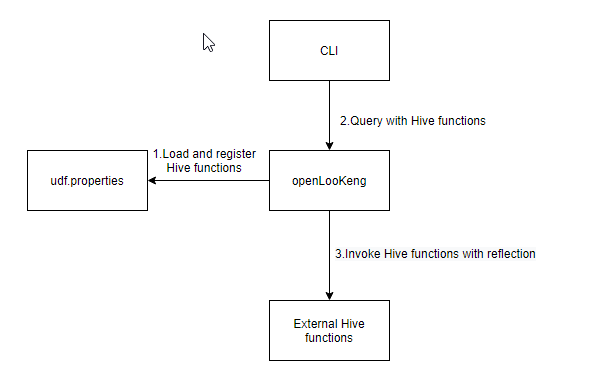 CLI
2.Query with Hive functions
1.Load and register
Hive functions
udf.properties
openLooKeng
3.Invoke Hive functions with reflection
External Hive
functions